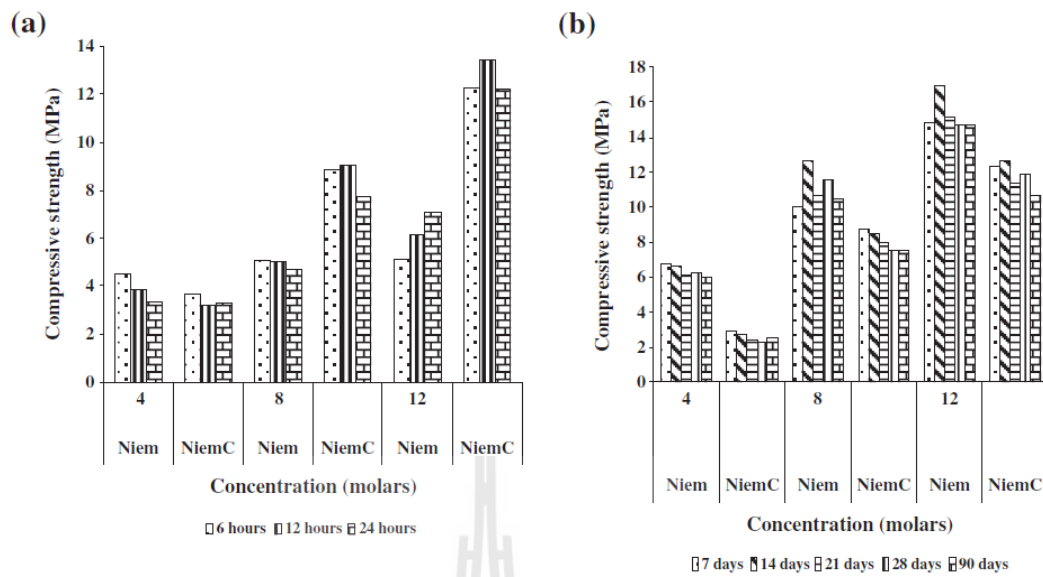 (a)
Compressive strength (MPa)
14
12
10
8
6
4
2
0
4 8 12
Niem NiemC Niem NiemC Niem NiemC
Concentration (molars)
6 hours 12 hours 24 hours
(b)
Compressive strength (MPa)
18
16
14
12
10
8
6
4
2
0
4 8 12
Niem NiemC Niem NiemC Niem NiemC
Concentration (molars)
7 days 14 days 21 days 28 days 90 days